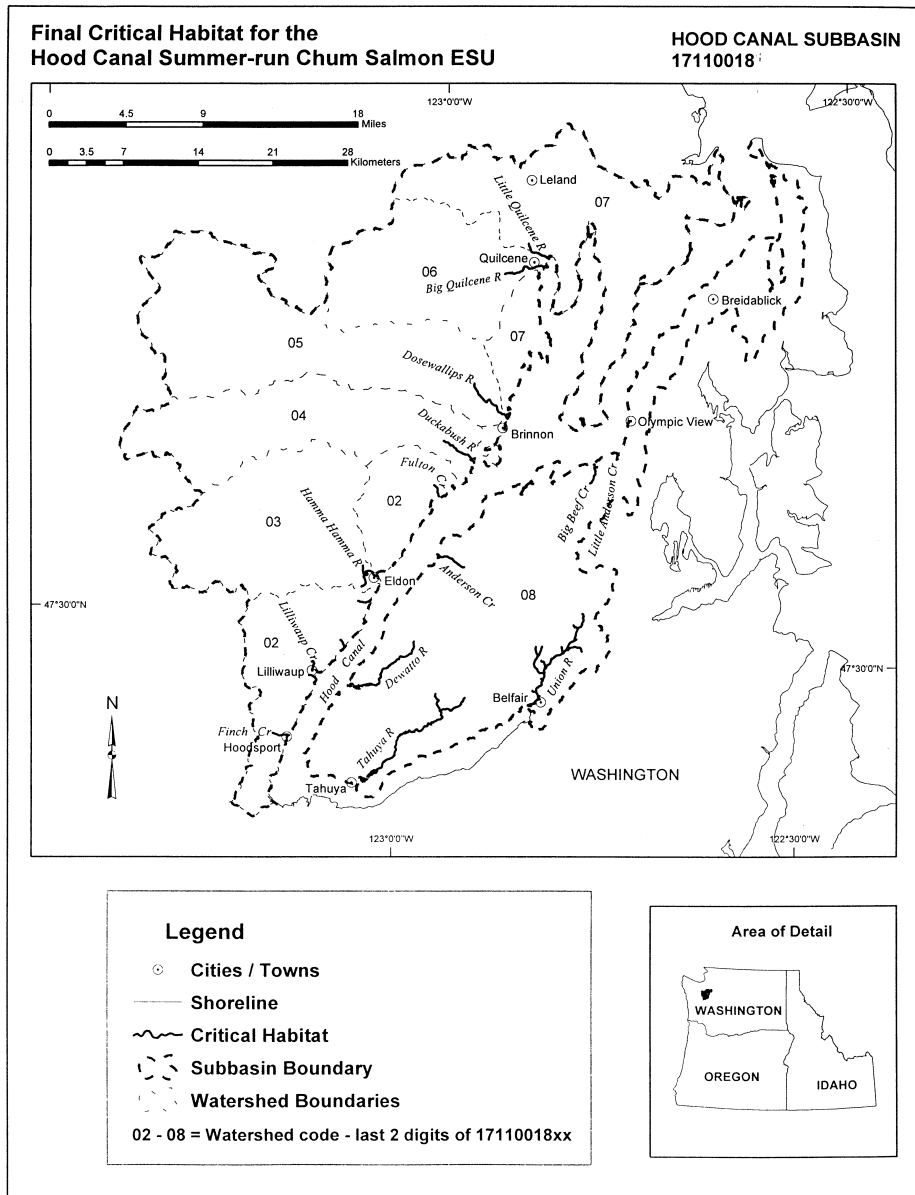 Final Critical Habitat for the
Hood Canal Summer-run Chum Salmon ESU
HOOD CANAL SUBBASIN
17110018
0 4.5 9 18
Miles
0 3.5 7 14 21 28
Kilometers
123°0'0"W
122°30'0"W
Leland
Little Quilcene R
07
Quilcene
06
Big Quilcene R
Breidablick
07
05
Dosewallips R
04
Duckabush R
Brinnon
Olympic View
Fulton Cr
02
Big Beef Cr
Little Anderson Cr
Hamma Hamma R
03
Eldon
Anderson Cr
08
47°30'0"N
Lilliwaup Cr
02
Lilliwaup
Hood Canal
Dewatto R
47°30'0"N
Union R
Belfair
N
Finch Cr
Hoodsport
Tahuya R
Tahuya
WASHINGTON
123°0'0"W
122°30'0"W
Legend
Cities / Towns
Shoreline
Critical Habitat
Subbasin Boundary
Watershed Boundaries
02 - 08 = Watershed code - last 2 digits of 17110018xx
Area of Detail
WASHINGTON
OREGON
IDAHO